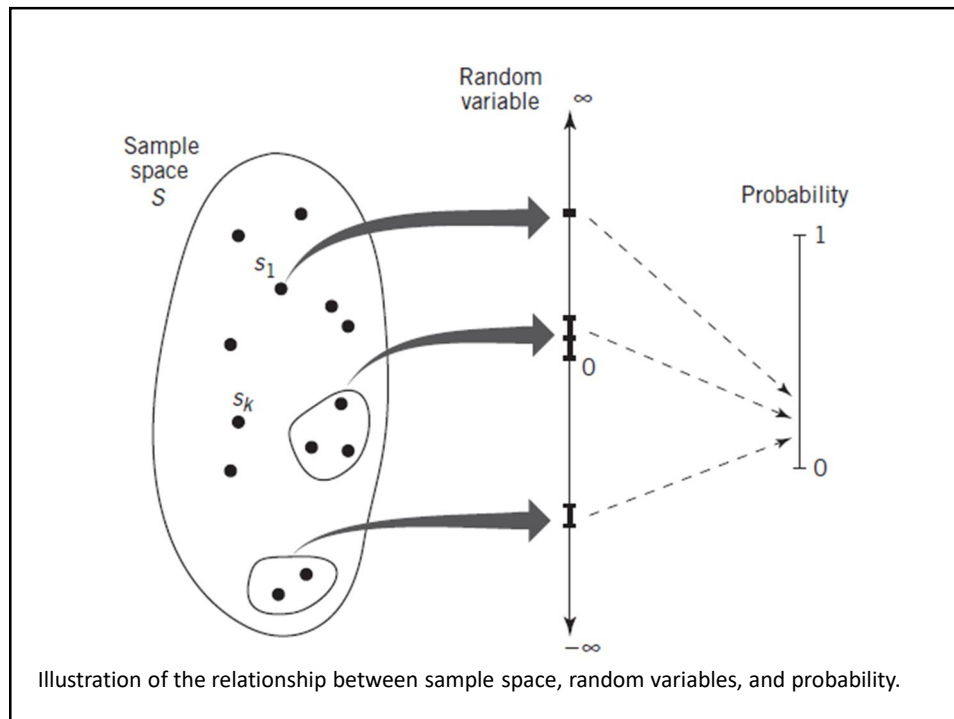 Random
variable
∞
Sample
space
S
Probability
1
s1
0
sk
0
−∞
Illustration of the relationship between sample space, random variables, and probability.